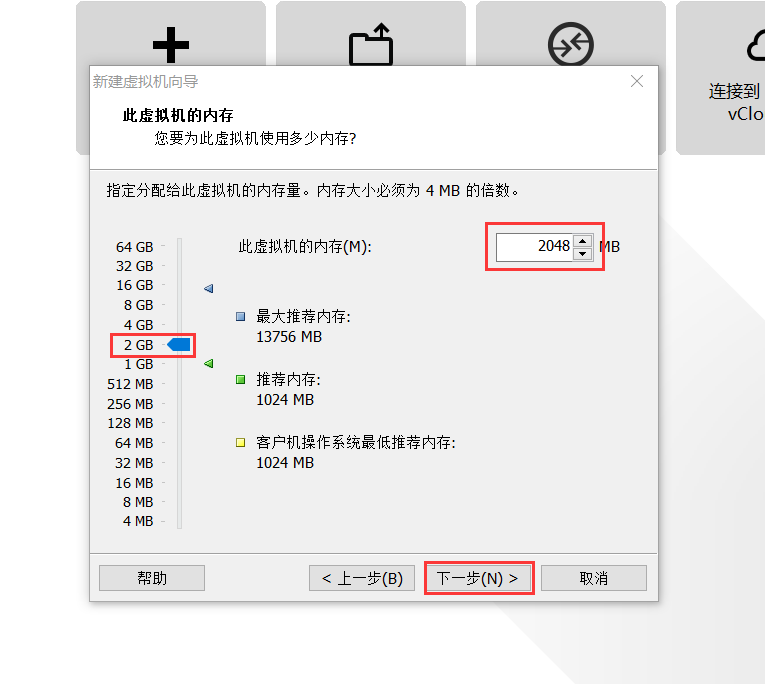 连接到
vClo
新建虚拟机向导
此虚拟机的内存
您要为此虚拟机使用多少内存?
指定分配给此虚拟机的内存量。内存大小必须为 4 MB 的倍数。
此虚拟机的内存(M): 2048 MB
64 GB
32 GB
16 GB
8 GB
4 GB
2 GB
1 GB
512 MB
256 MB
128 MB
64 MB
32 MB
16 MB
8 MB
4 MB
最大推荐内存:
13756 MB
推荐内存:
1024 MB
客户机操作系统最低推荐内存:
1024 MB
帮助 < 上一步(B) 下一步(N) > 取消